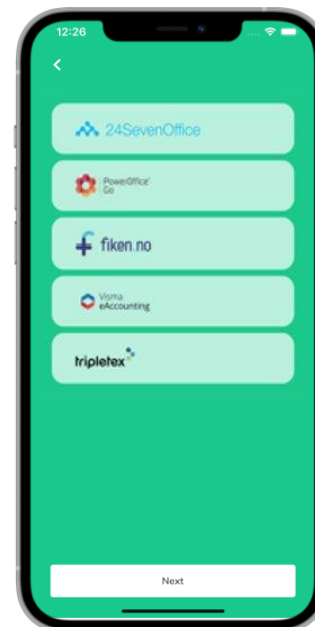 12:26
24SevenOffice
PowerOffice
Go
fiken.no
Visma
eAccounting
tripletex
Next